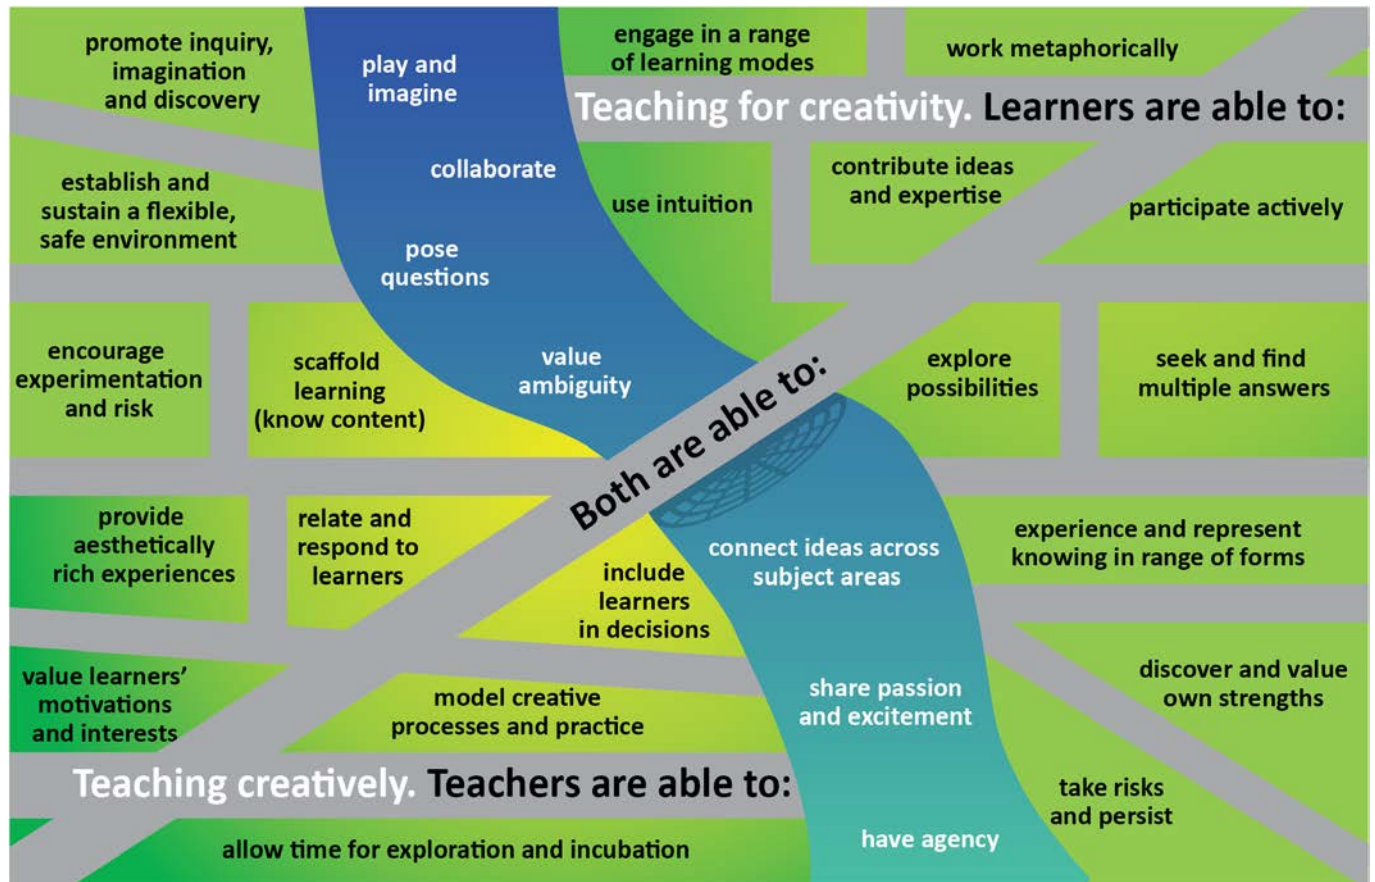 promote inquiry,
imagination
and discovery
play and
imagine
engage in a range
of learning modes
work metaphorically
Teaching for creativity. Learners are able to:
collaborate
establish and
sustain a flexible,
safe environment
use intuition
contribute ideas
and expertise
participate actively
pose
questions
encourage
experimentation
and risk
scaffold
learning
(know content)
value
ambiguity
Both are able to:
explore
possibilities
seek and find
multiple answers
provide
aesthetically
rich experiences
relate and
respond to
learners
include
learners
in decisions
connect ideas across
subject areas
experience and represent
knowing in range of forms
value learners’
motivations
and interests
model creative
processes and practice
share passion
and excitement
discover and value
own strengths
Teaching creatively. Teachers are able to:
take risks
and persist
allow time for exploration and incubation
have agency